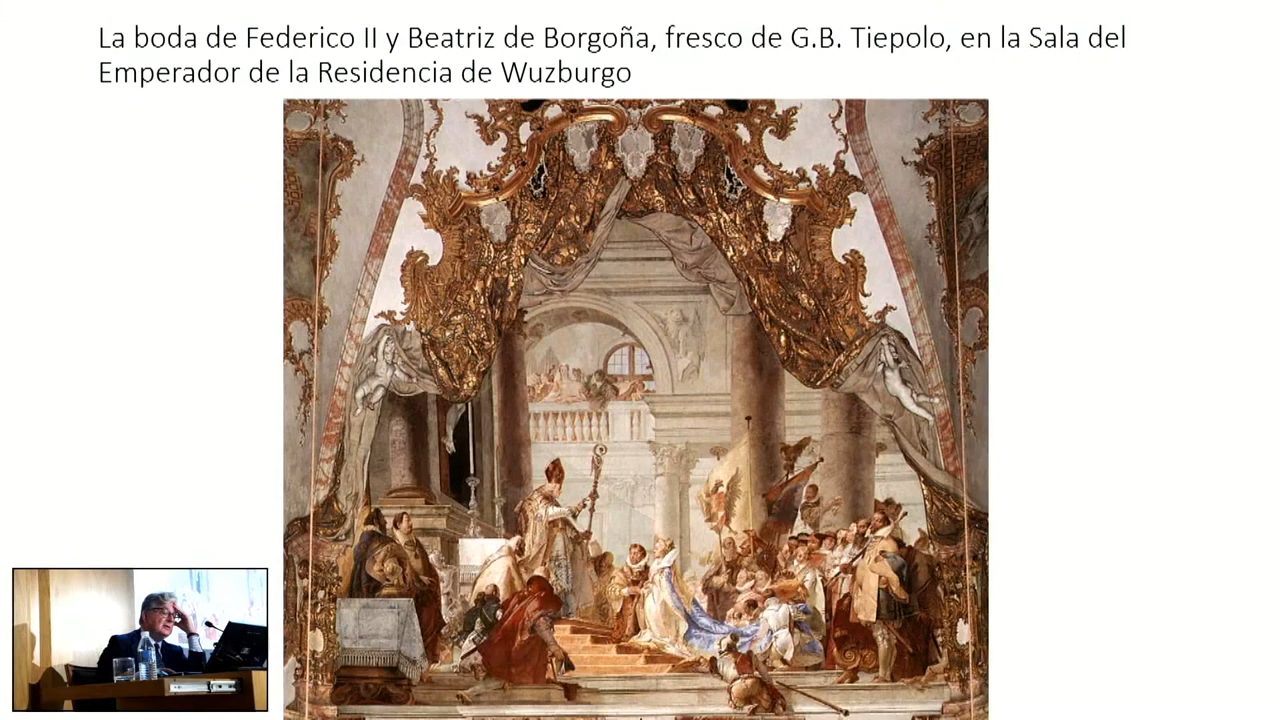 La boda de Federico II y Beatriz de Borgoña, fresco de G.B. Tiepolo, en la Sala del
Emperador de la Residencia de Wuzburgo